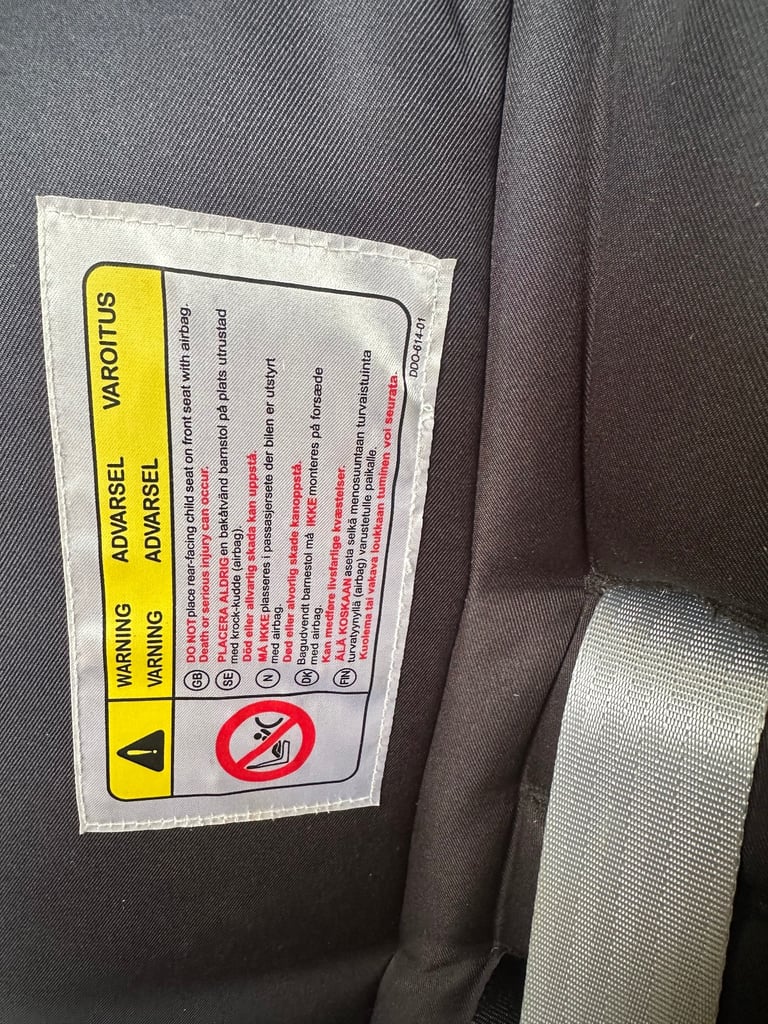 WARNING ADVARSEL VAROITUS
VARNING ADVARSEL
GB DO NOT place rear-facing child seat on front seat with airbag.
Death or serious injury can occur.
SE PLACERA ALDRIG en bakåtvänd barnstol på plats utrustad
med krock-kudde (airbag).
Död eller allvarlig skada kan uppstå.
N MÅ IKKE plasseres i passasjersete der bilen er utstyrt
med airbag.
Død eller alvorlig skade kanoppstå.
DK Bagudvendt barnestol må IKKE monteres på forsæde
med airbag.
Kan medføre livsfarlige kvæstelser.
FIN ÄLÄ KOSKAAN aseta selkä menosuuntaan turvaistuinta
turvatyynyllä (airbag) varustetulle paikalle.
Kuolema tai vakava loukkaan tuminen voi seurata.
DDO-614-01